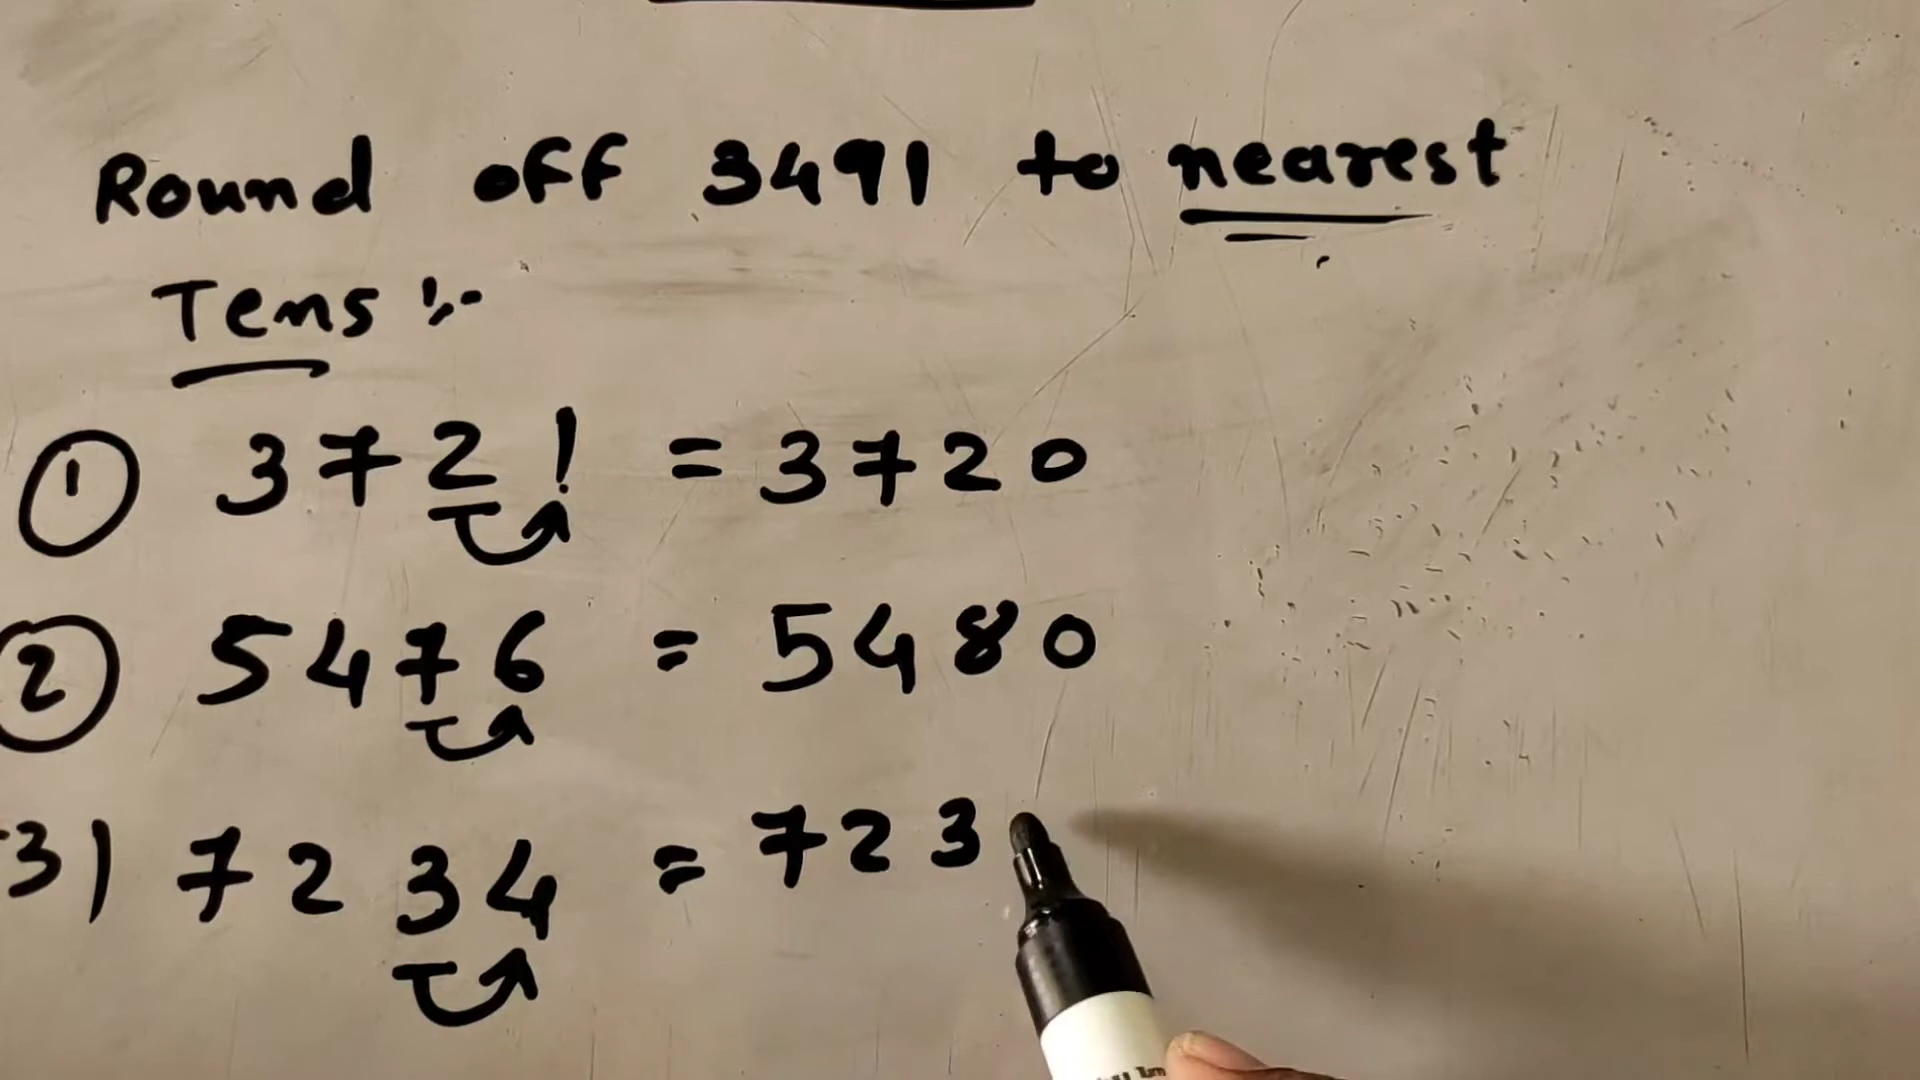 Round off 3491 to nearest
Tens :-
① 3721 = 3720
② 5476 = 5480
3) 7234 = 723